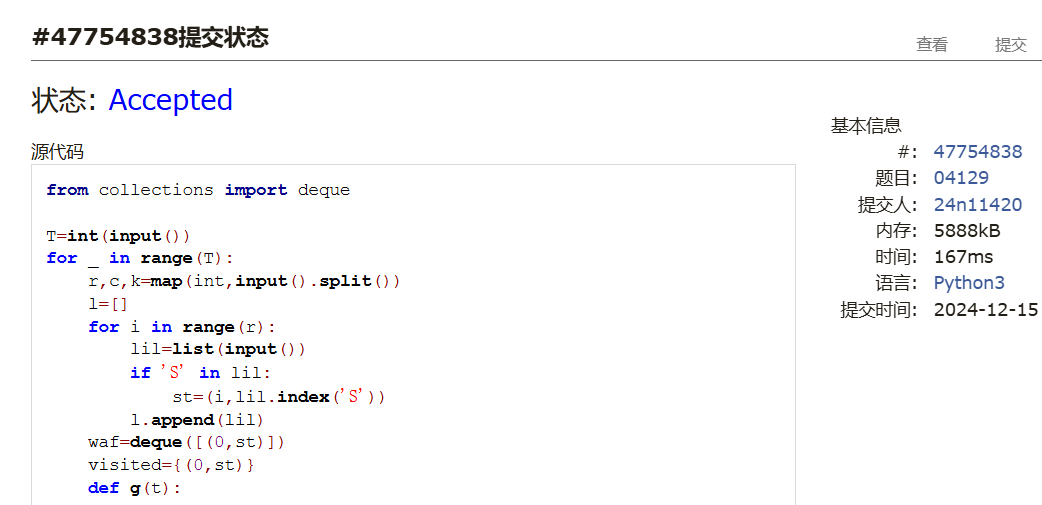 #47754838提交状态
查看 提交
状态: Accepted
源代码
from collections import deque

T=int(input())
for _ in range(T):
    r,c,k=map(int,input().split())
    l=[]
    for i in range(r):
        lil=list(input())
        if 'S' in lil:
            st=(i,lil.index('S'))
        l.append(lil)
    waf=deque([(0,st)])
    visited={(0,st)}
    def g(t):
基本信息
#: 47754838
题目: 04129
提交人: 24n11420
内存: 5888kB
时间: 167ms
语言: Python3
提交时间: 2024-12-15